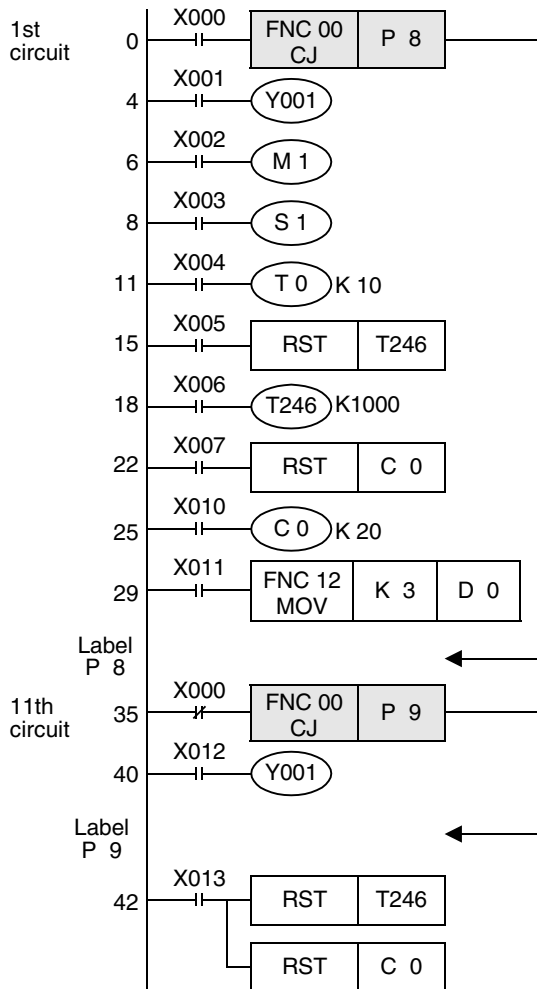 1st
circuit
0 X000 FNC 00 CJ P 8
4 X001 Y001
6 X002 M 1
8 X003 S 1
11 X004 T 0 K 10
15 X005 RST T246
18 X006 T246 K1000
22 X007 RST C 0
25 X010 C 0 K 20
29 X011 FNC 12 MOV K 3 D 0
Label
P 8
11th
circuit
35 X000 FNC 00 CJ P 9
40 X012 Y001
Label
P 9
42 X013 RST T246
RST C 0